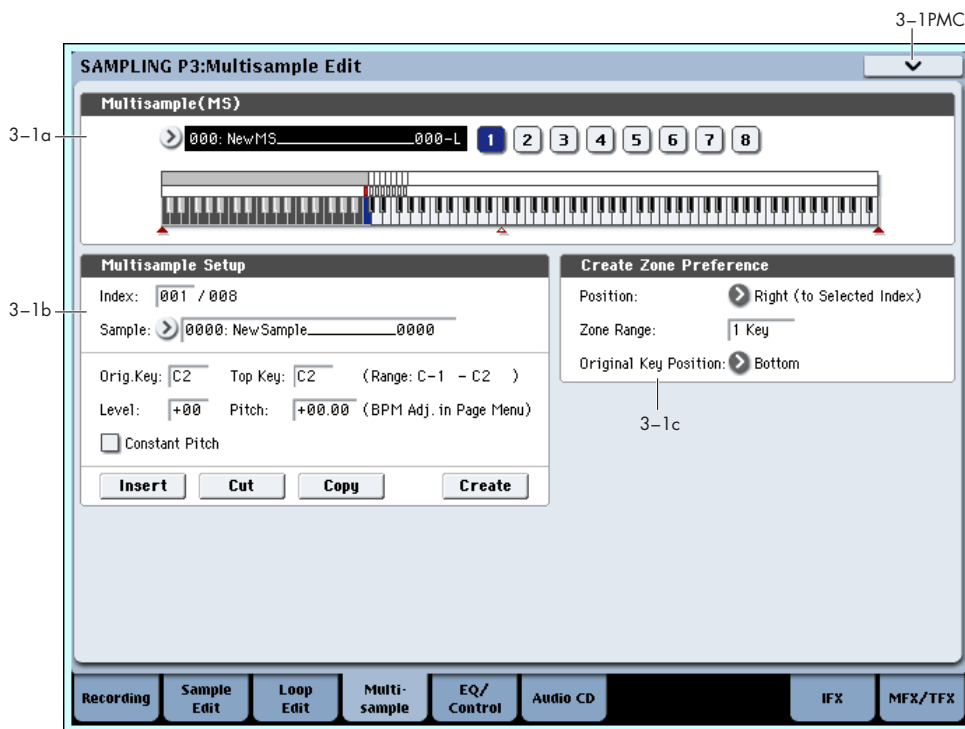 3–1PMC
SAMPLING P3:Multisample Edit
Multisample(MS)
3–1a
000: NewMS_______________000-L 1 2 3 4 5 6 7 8
Multisample Setup
Create Zone Preference
Index: 001 / 008
Position: Right (to Selected Index)
3–1b
Sample: 0000: NewSample________0000
Zone Range: 1 Key
Orig.Key: C2 Top Key: C2 (Range: C-1 - C2 )
Original Key Position: Bottom
Level: +00 Pitch: +00.00 (BPM Adj. in Page Menu)
3–1c
Constant Pitch
Insert Cut Copy Create
Recording Sample Edit Loop Edit Multi-sample EQ/Control Audio CD IFX MFX/TFX